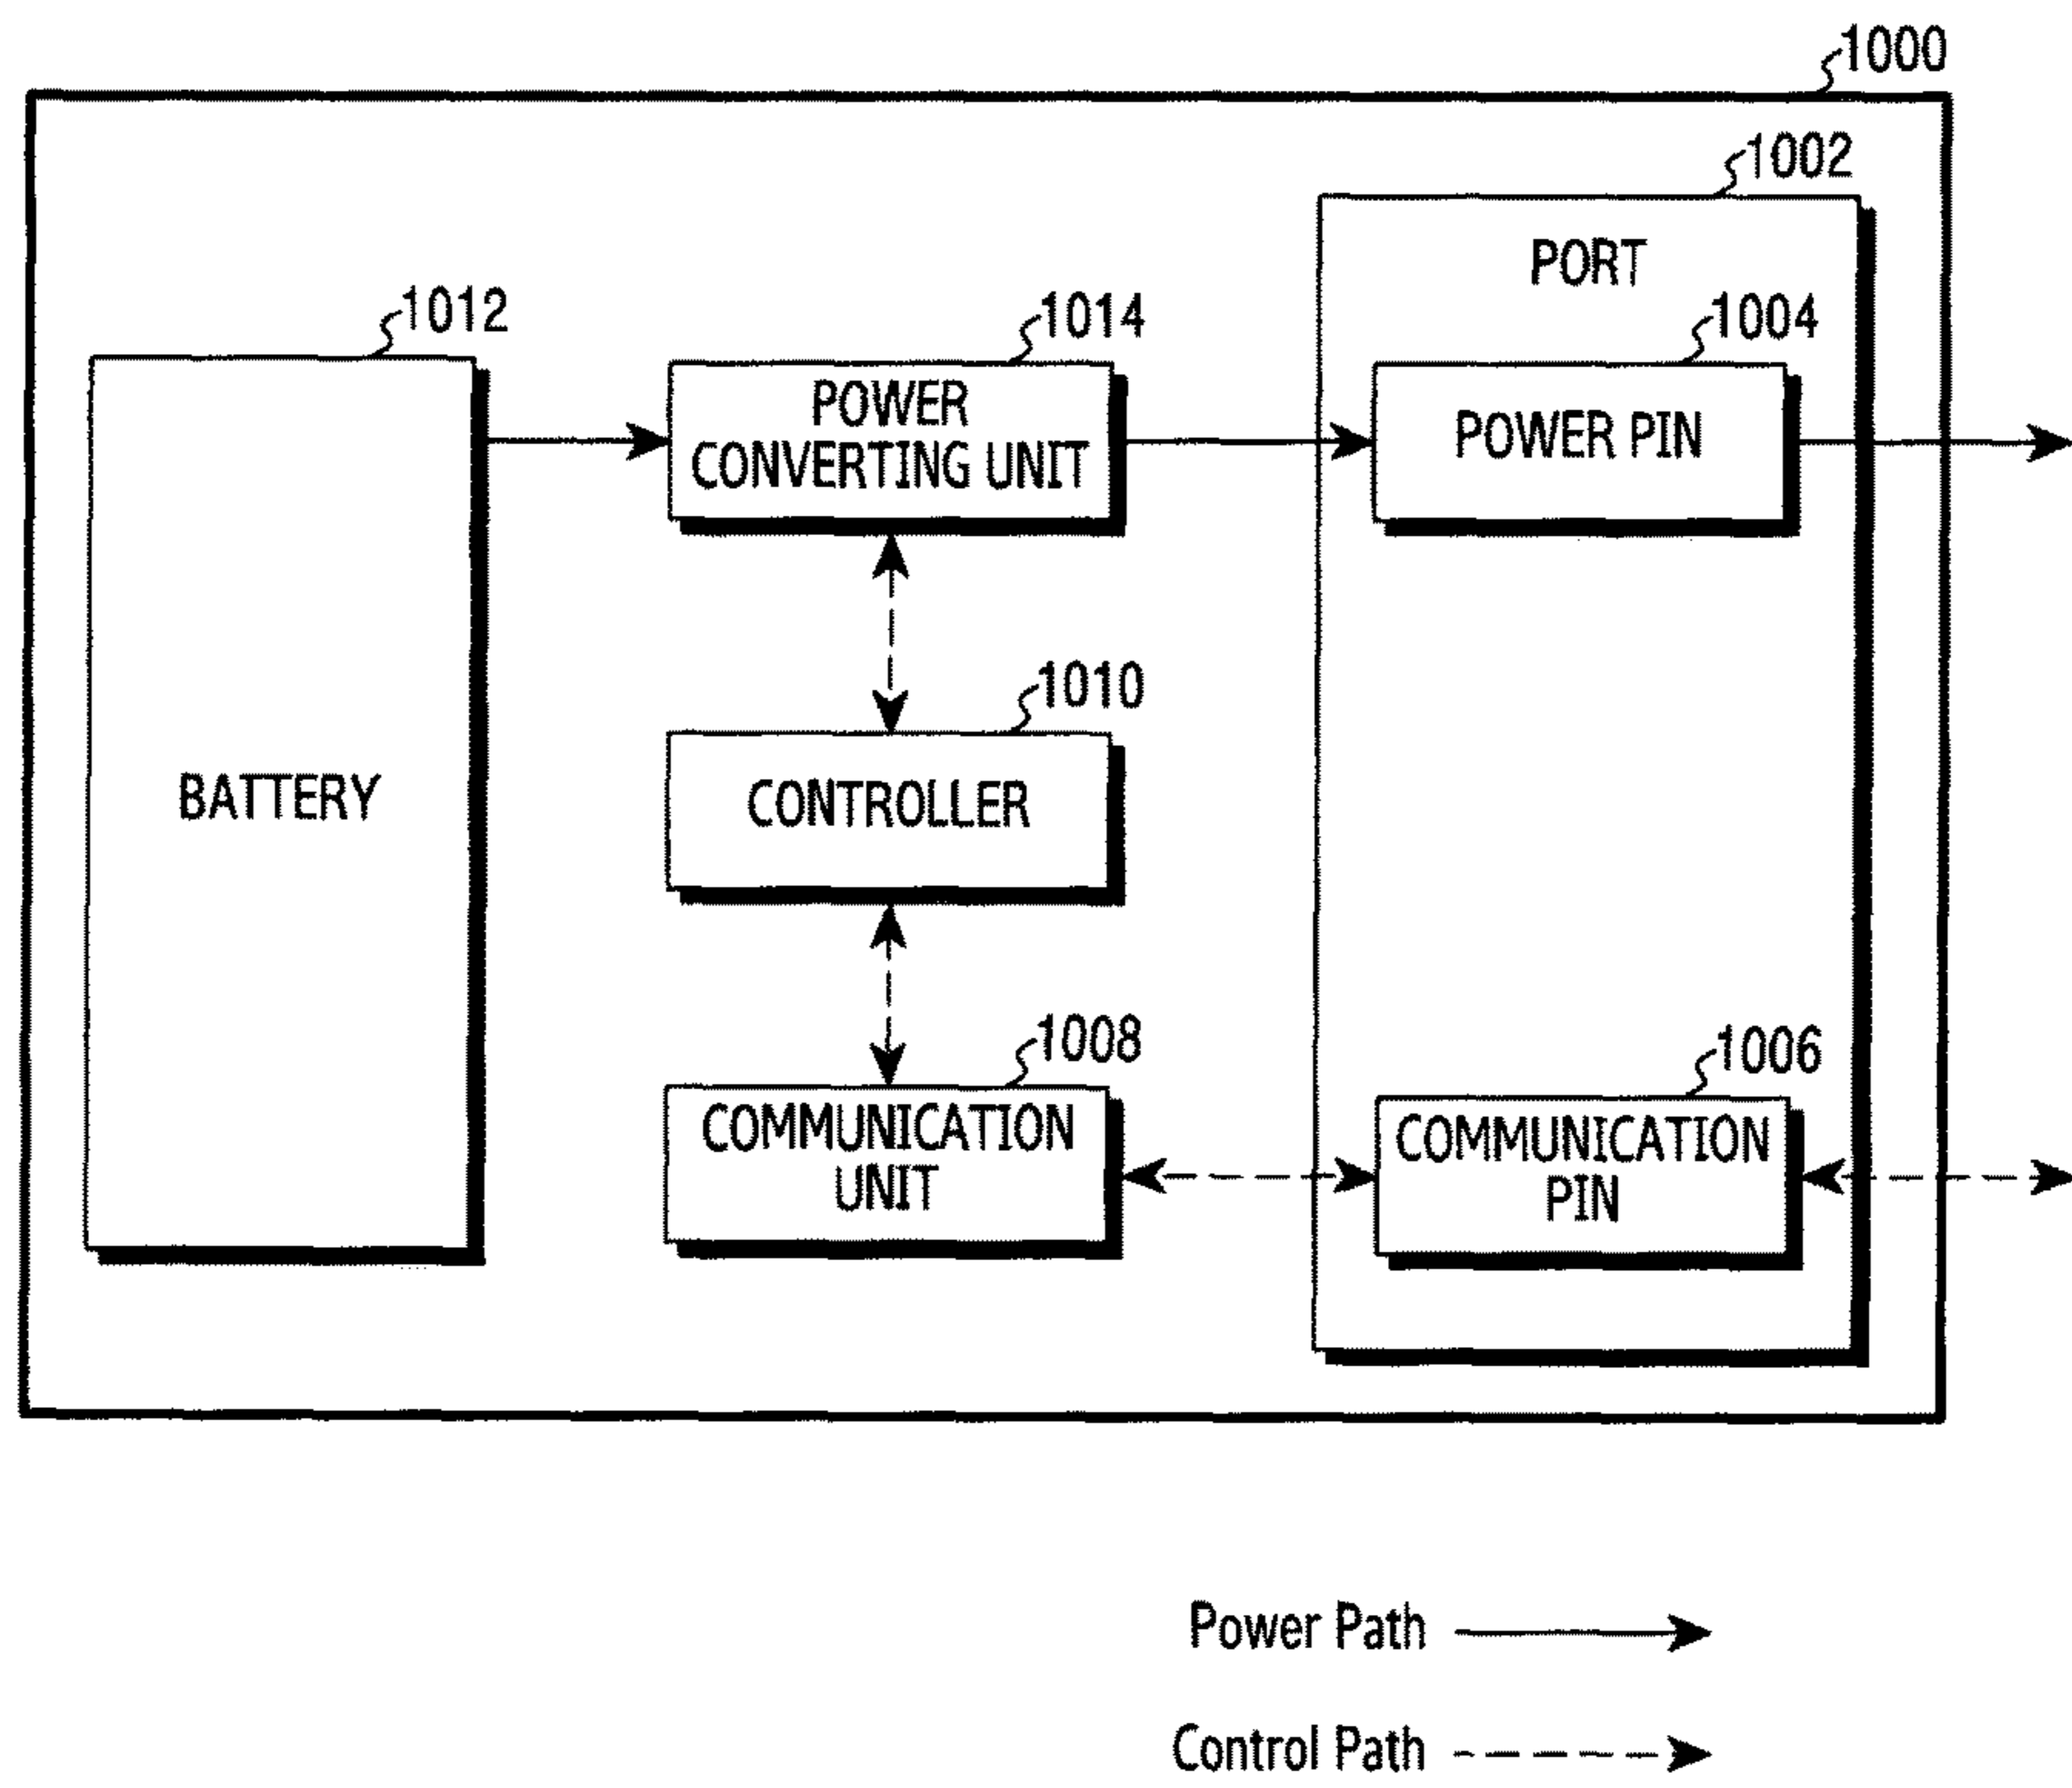 1000
1002
PORT
1012
1014
1004
POWER
CONVERTING UNIT
POWER PIN
1010
BATTERY
CONTROLLER
1008
1006
COMMUNICATION
UNIT
COMMUNICATION
PIN
Power Path
Control Path